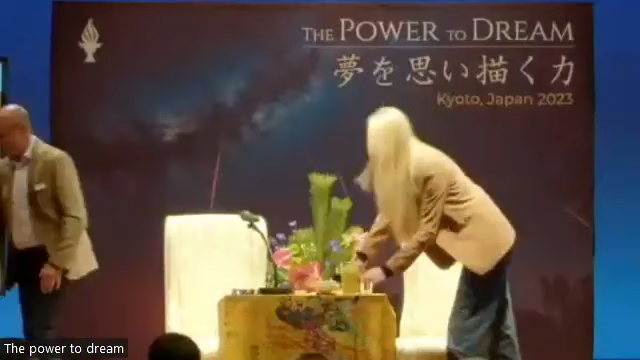 THE POWER TO DREAM
夢を思い描く力
Kyoto, Japan 2023
The power to dream